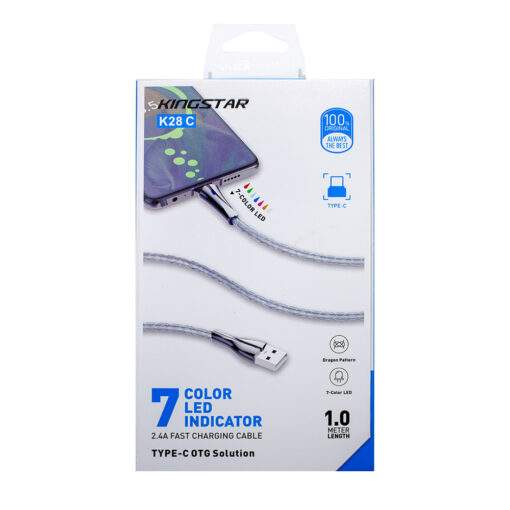 KINGSTAR
K28 C
100%
ORIGINAL
ALWAYS
THE BEST
TYPE-C
7-COLOR LED
Dragon Pattern
7-Color LED
7 COLOR
LED
INDICATOR
2.4A FAST CHARGING CABLE
TYPE-C OTG Solution
1.0
METER
LENGTH